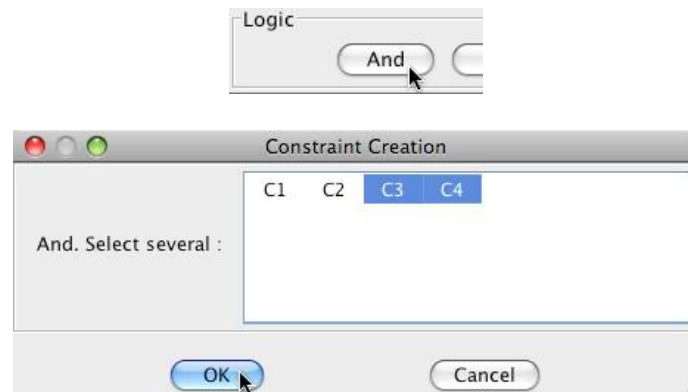 Logic
And
Constraint Creation
C1 C2 C3 C4
And. Select several :
OK Cancel